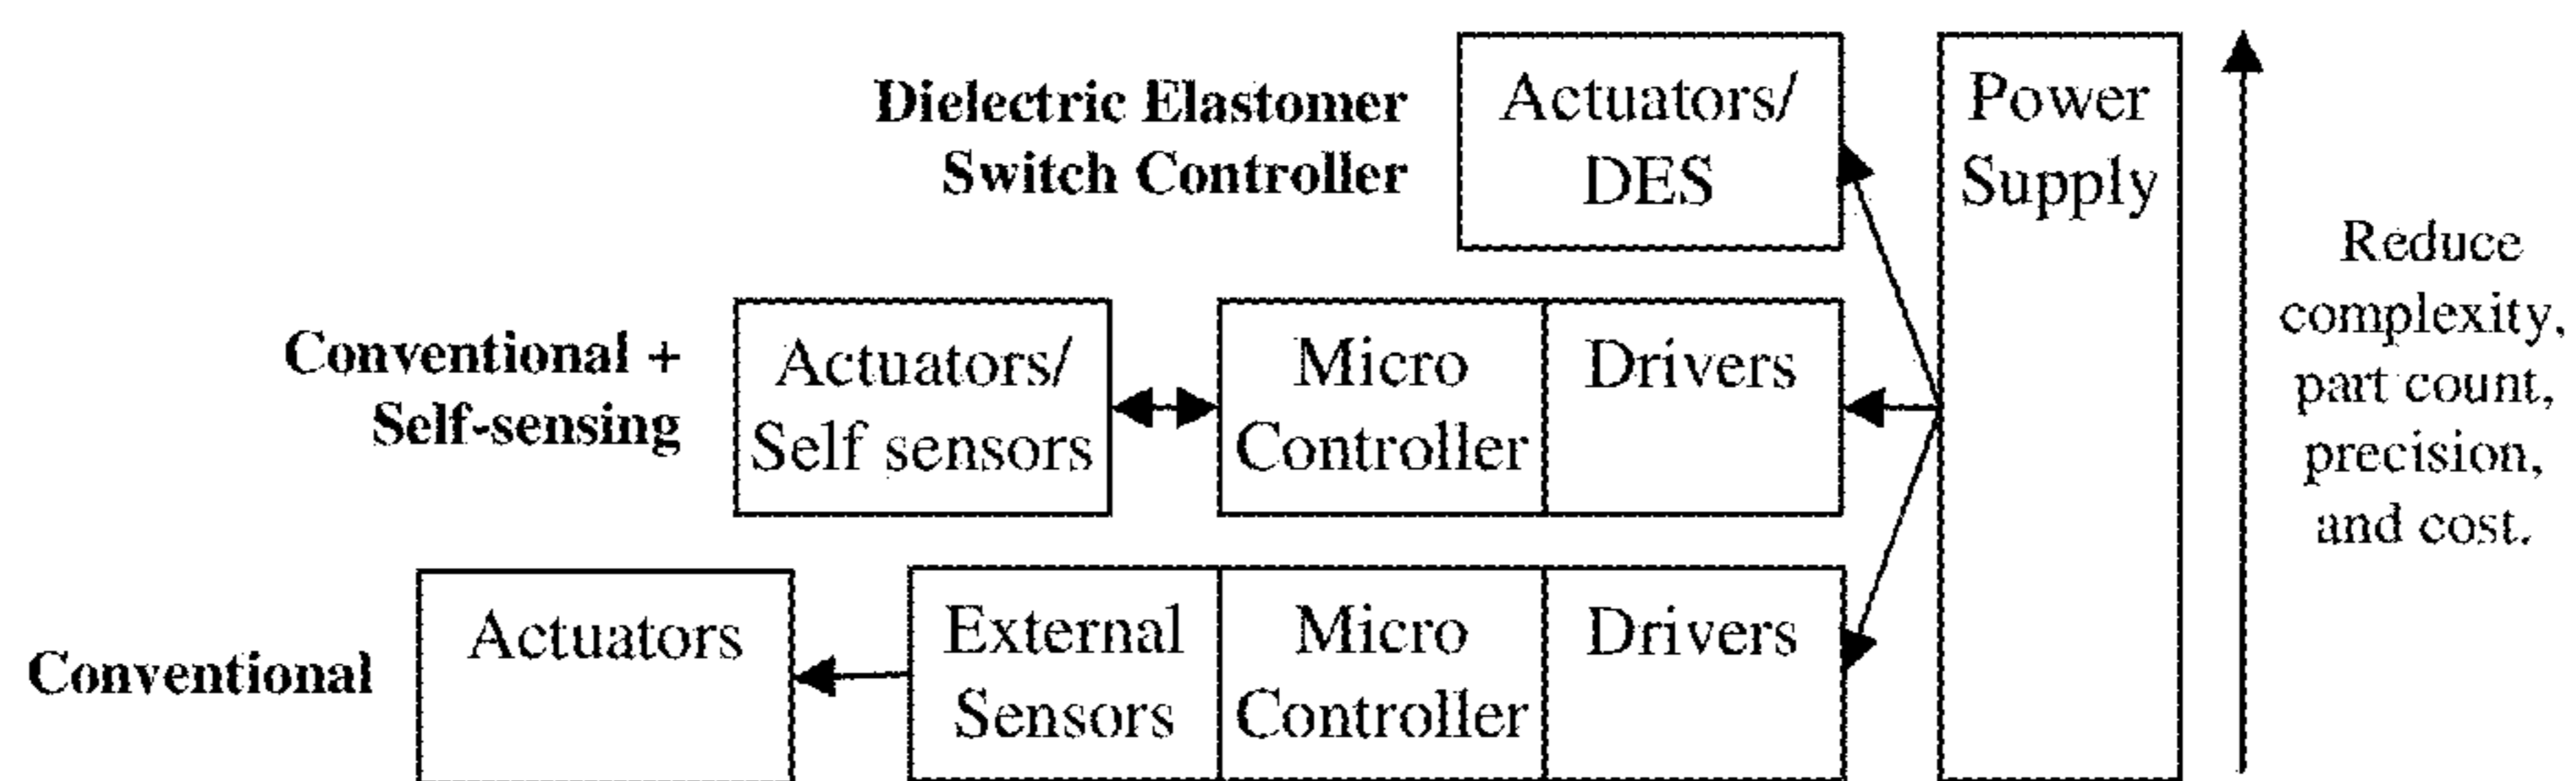 Dielectric Elastomer
Switch Controller
Actuators/
DES
Power
Supply
Reduce
complexity,
part count,
precision,
and cost.
Conventional +
Self-sensing
Actuators/
Self sensors
Micro
Controller
Drivers
Conventional
Actuators
External
Sensors
Micro
Controller
Drivers